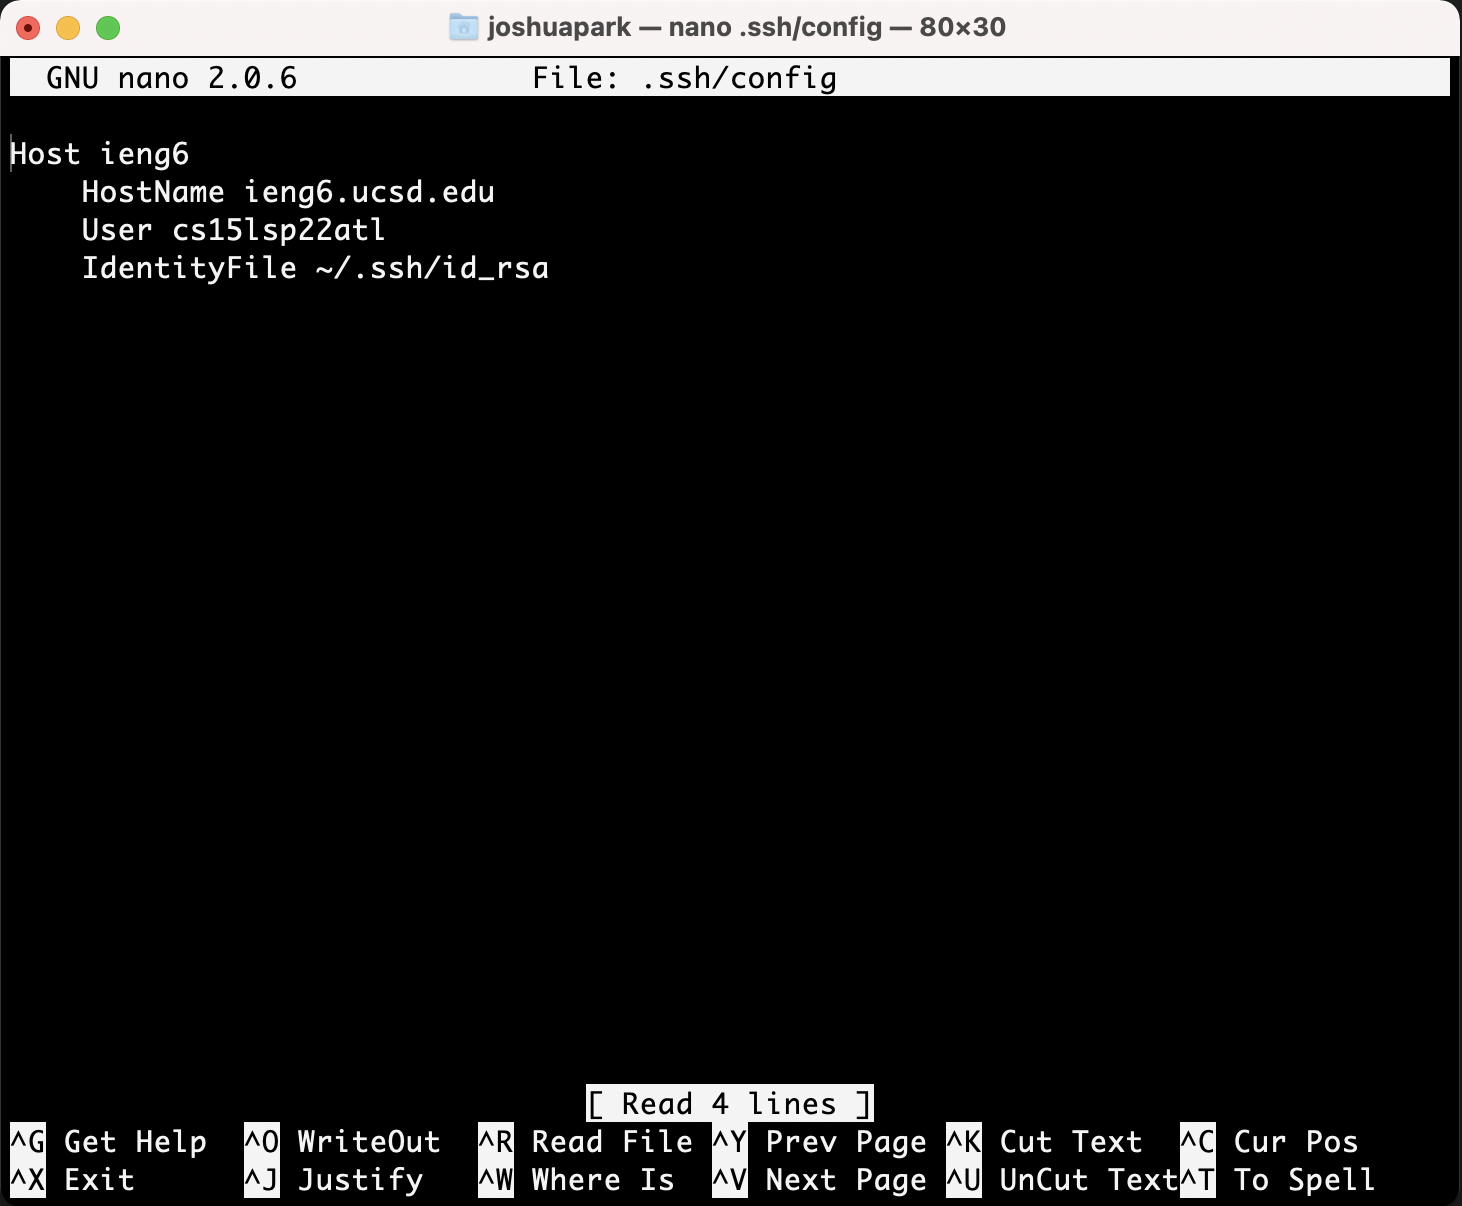 joshuapark — nano .ssh/config — 80×30
GNU nano 2.0.6 File: .ssh/config
Host ieng6
    HostName ieng6.ucsd.edu
    User cs15lsp22atl
    IdentityFile ~/.ssh/id_rsa
[ Read 4 lines ]
^G Get Help ^O WriteOut ^R Read File ^Y Prev Page ^K Cut Text ^C Cur Pos
^X Exit ^J Justify ^W Where Is ^V Next Page ^U UnCut Text ^T To Spell